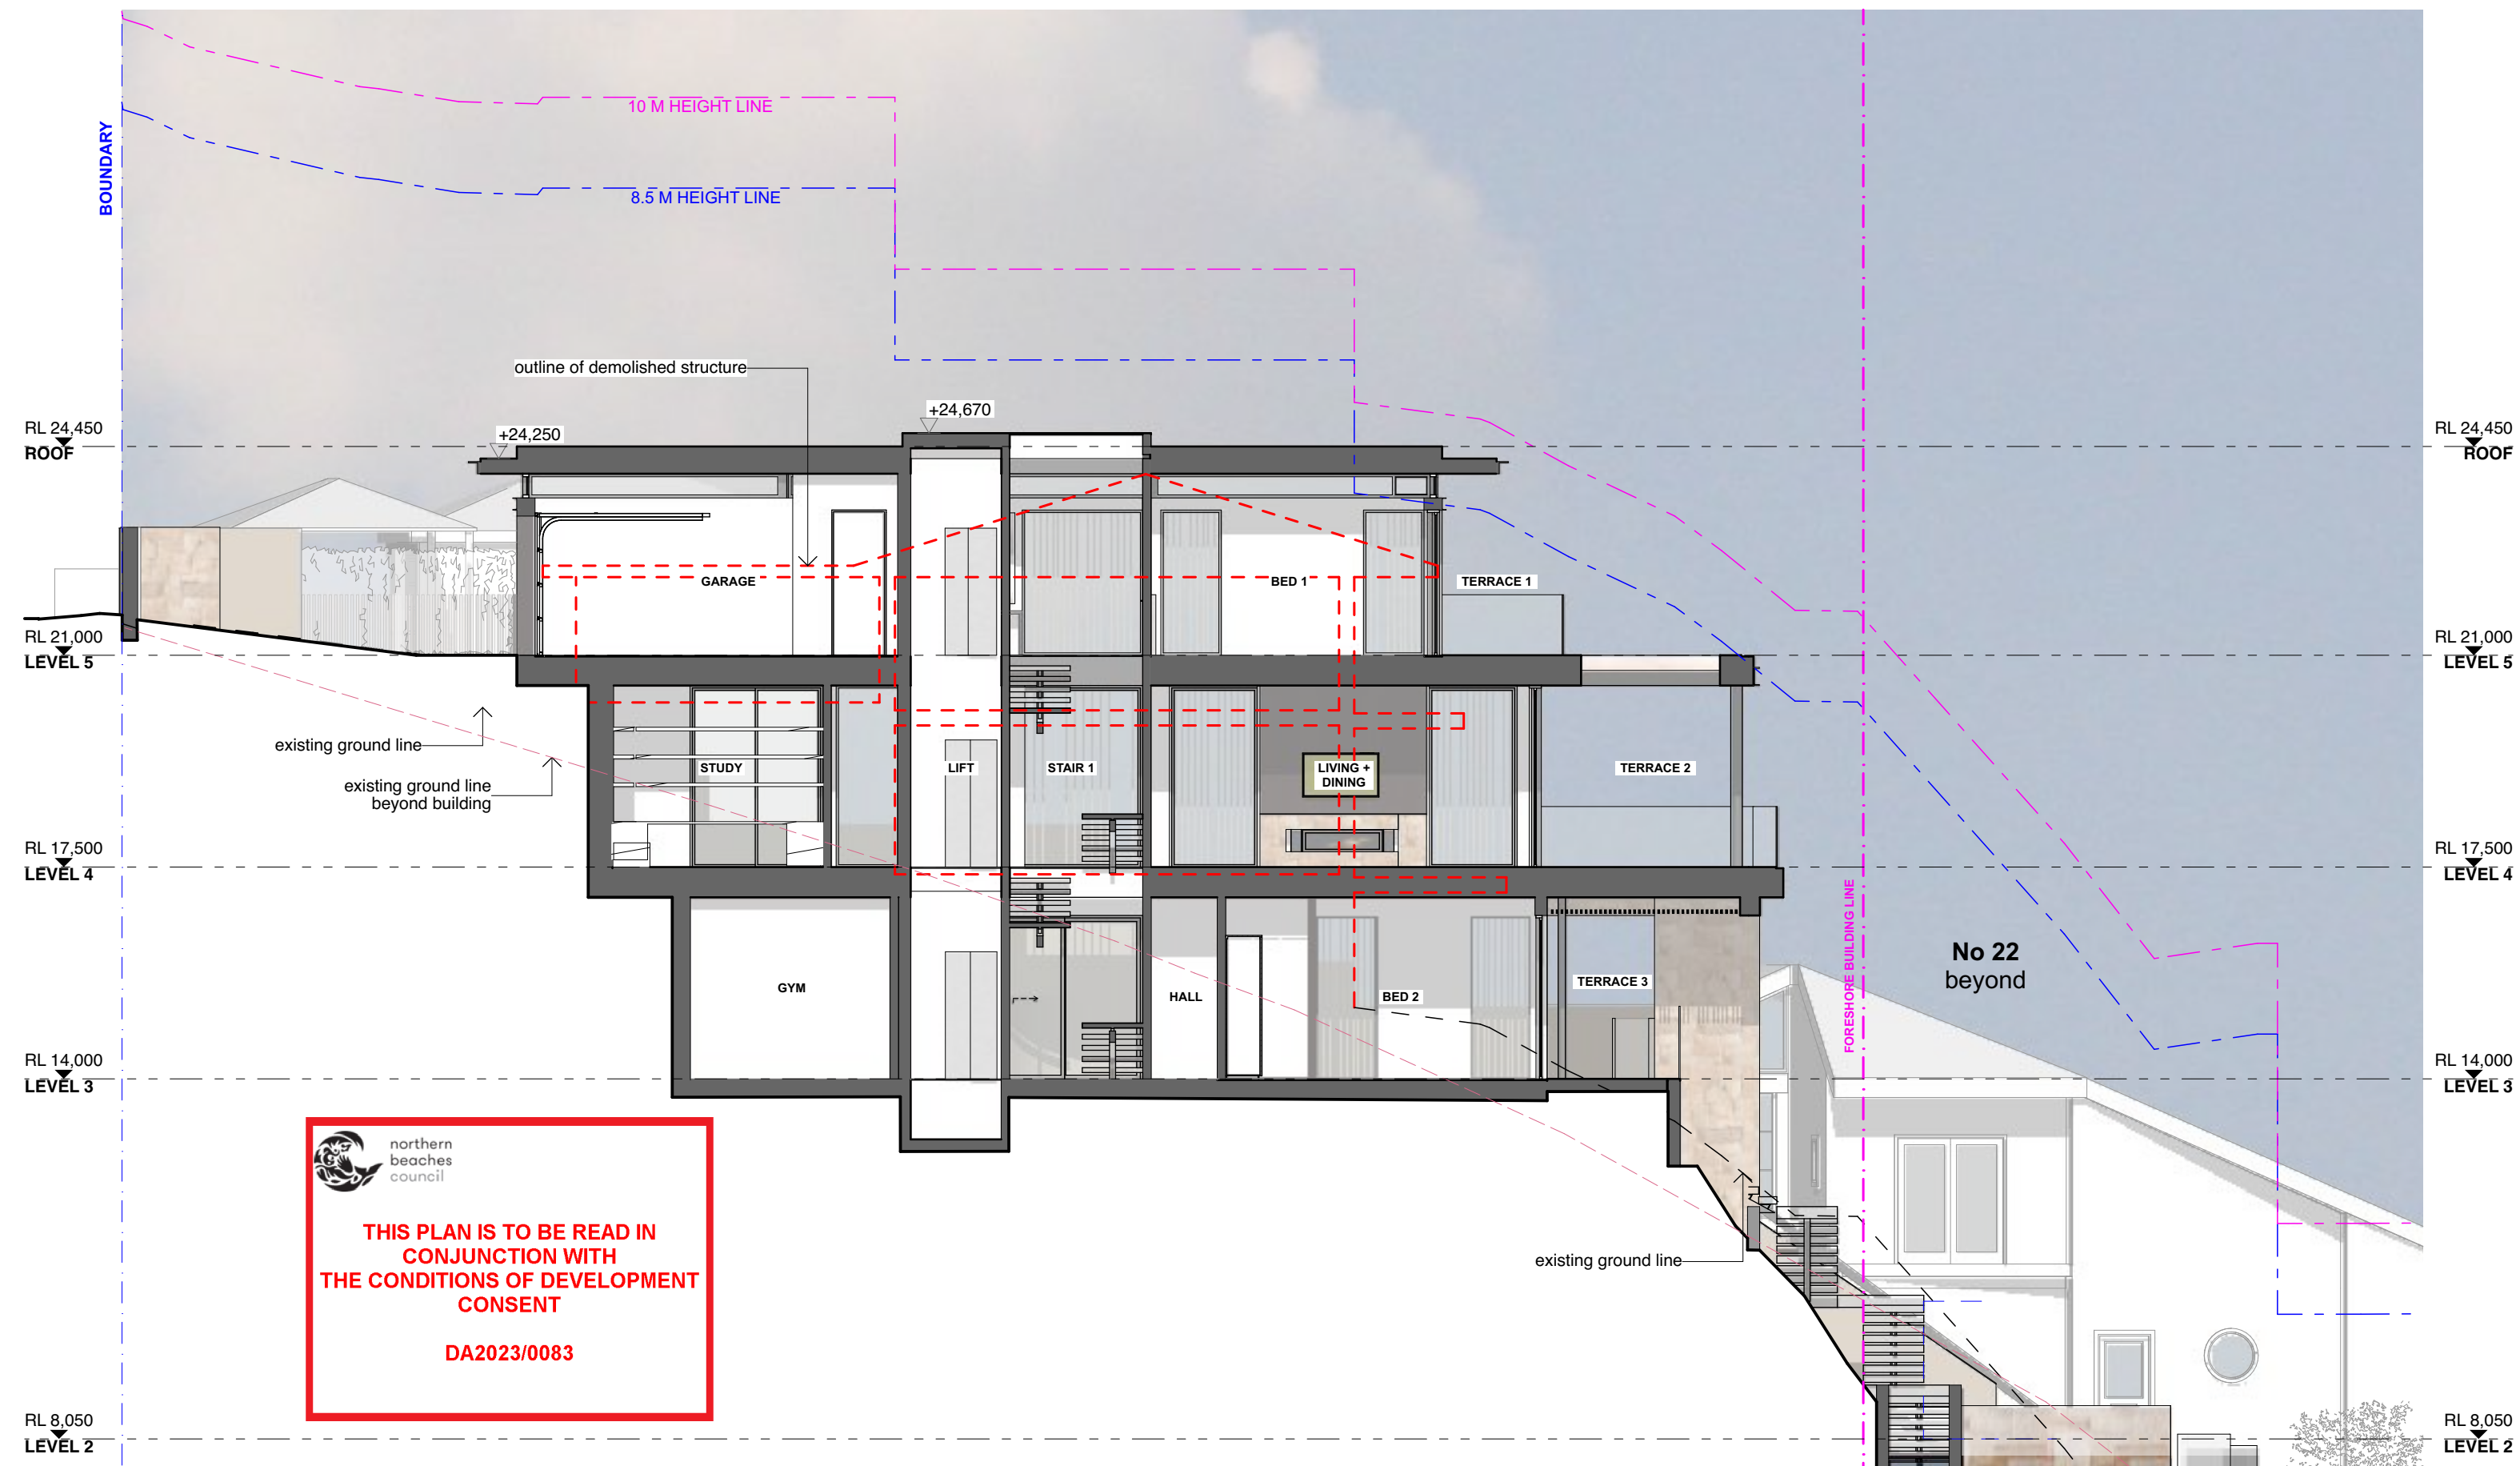 10 M HEIGHT LINE
BOUNDARY
8.5 M HEIGHT LINE
outline of demolished structure
+24,670
+24,250
RL 24,450
ROOF
RL 24,450
ROOF
GARAGE
BED 1
TERRACE 1
RL 21,000
LEVEL 5
RL 21,000
LEVEL 5
existing ground line
existing ground line
beyond building
STUDY
LIFT
STAIR 1
LIVING +
DINING
TERRACE 2
RL 17,500
LEVEL 4
RL 17,500
LEVEL 4
FORESHORE BUILDING LINE
No 22
beyond
GYM
HALL
BED 2
TERRACE 3
RL 14,000
LEVEL 3
RL 14,000
LEVEL 3
northern
beaches
council
THIS PLAN IS TO BE READ IN
CONJUNCTION WITH
THE CONDITIONS OF DEVELOPMENT
CONSENT
DA2023/0083
existing ground line
RL 8,050
LEVEL 2
RL 8,050
LEVEL 2